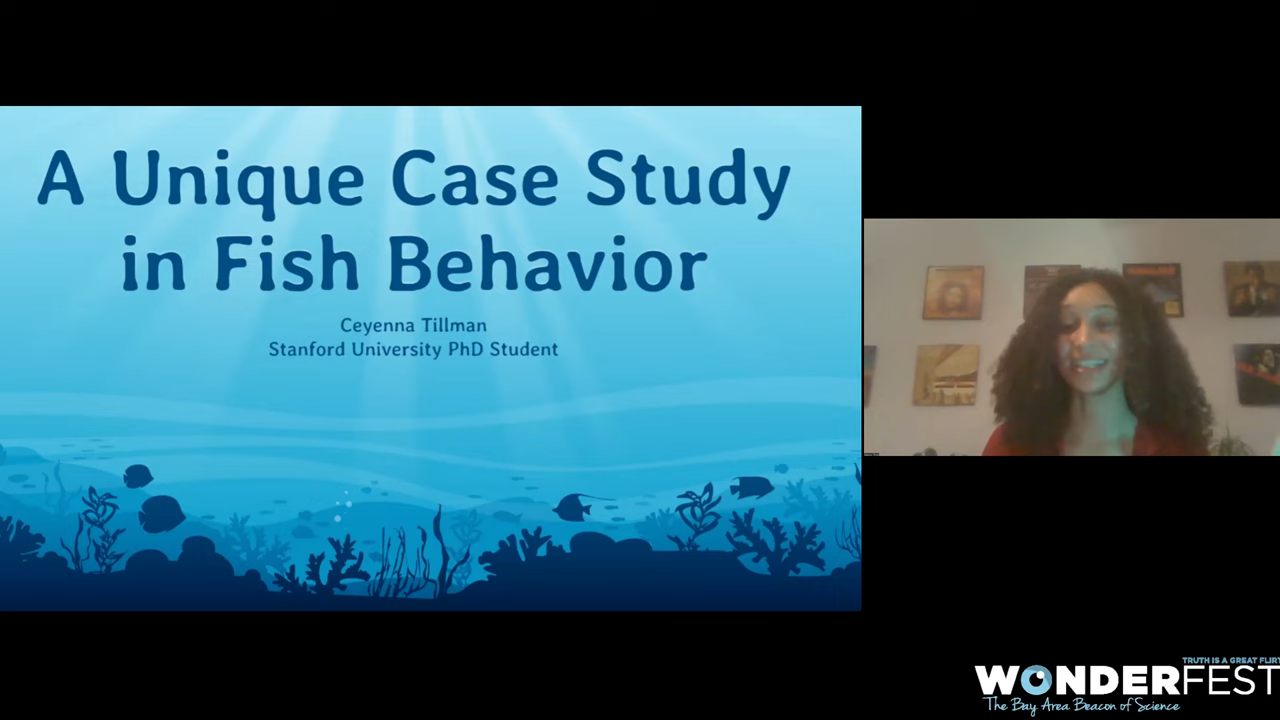 A Unique Case Study
in Fish Behavior
Ceyenna Tillman
Stanford University PhD Student
TRUTH IS A GREAT FLIRT
WONDERFEST
The Bay Area Beacon of Science